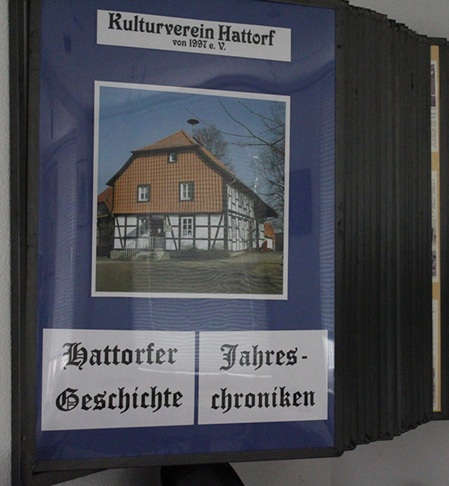 Kulturverein Hattorf
von 1997 e. V.
Hattorfer
Geschichte
Jahres-
chroniken